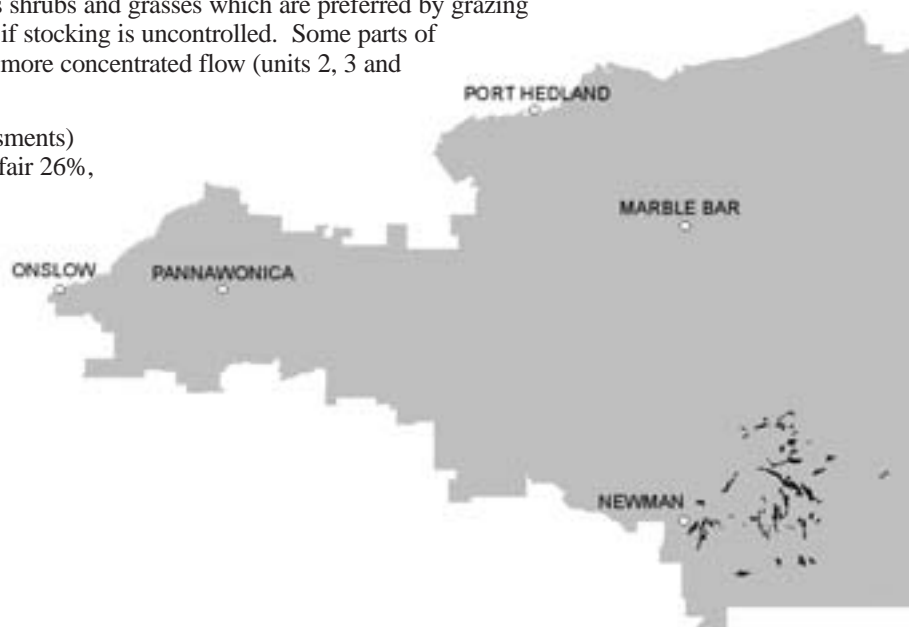 shrubs and grasses which are preferred by grazing
if stocking is uncontrolled. Some parts of
more concentrated flow (units 2, 3 and
sments)
fair 26%,
PORT HEDLAND
MARBLE BAR
ONSLOW
PANNAWONICA
NEWMAN